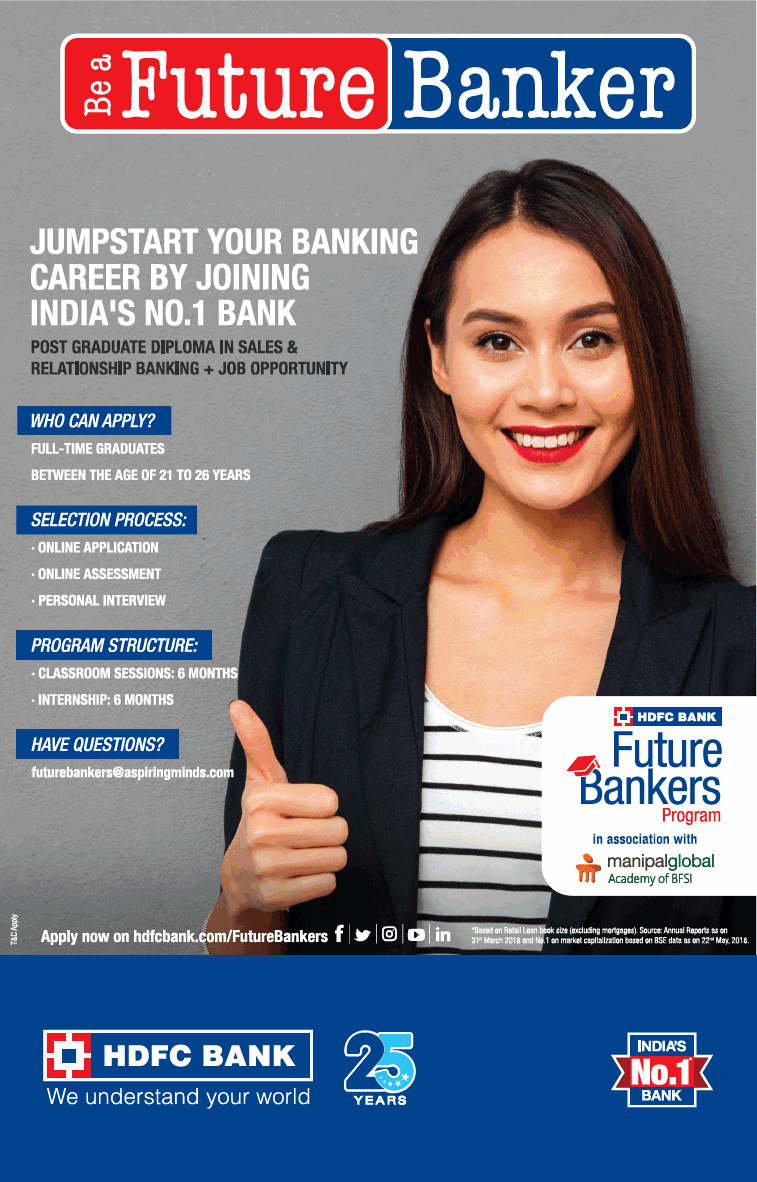 Be a Future Banker
JUMPSTART YOUR BANKING
CAREER BY JOINING
INDIA'S NO.1 BANK
POST GRADUATE DIPLOMA IN SALES &
RELATIONSHIP BANKING + JOB OPPORTUNITY
WHO CAN APPLY?
FULL-TIME GRADUATES
BETWEEN THE AGE OF 21 TO 26 YEARS
SELECTION PROCESS:
· ONLINE APPLICATION
· ONLINE ASSESSMENT
· PERSONAL INTERVIEW
PROGRAM STRUCTURE:
· CLASSROOM SESSIONS: 6 MONTHS
· INTERNSHIP: 6 MONTHS
HAVE QUESTIONS?
futurebankers@aspiringminds.com
HDFC BANK
Future
Bankers
Program
in association with
manipalglobal
Academy of BFSI
T&C Apply
Apply now on hdfcbank.com/FutureBankers
*Based on Retail Loan book size (excluding mortgages). Source: Annual Reports as on
31st March 2018 and No.1 on market capitalization based on BSE data as on 22nd May, 2018.
HDFC BANK
We understand your world
25
YEARS
INDIA'S
No.1*
BANK